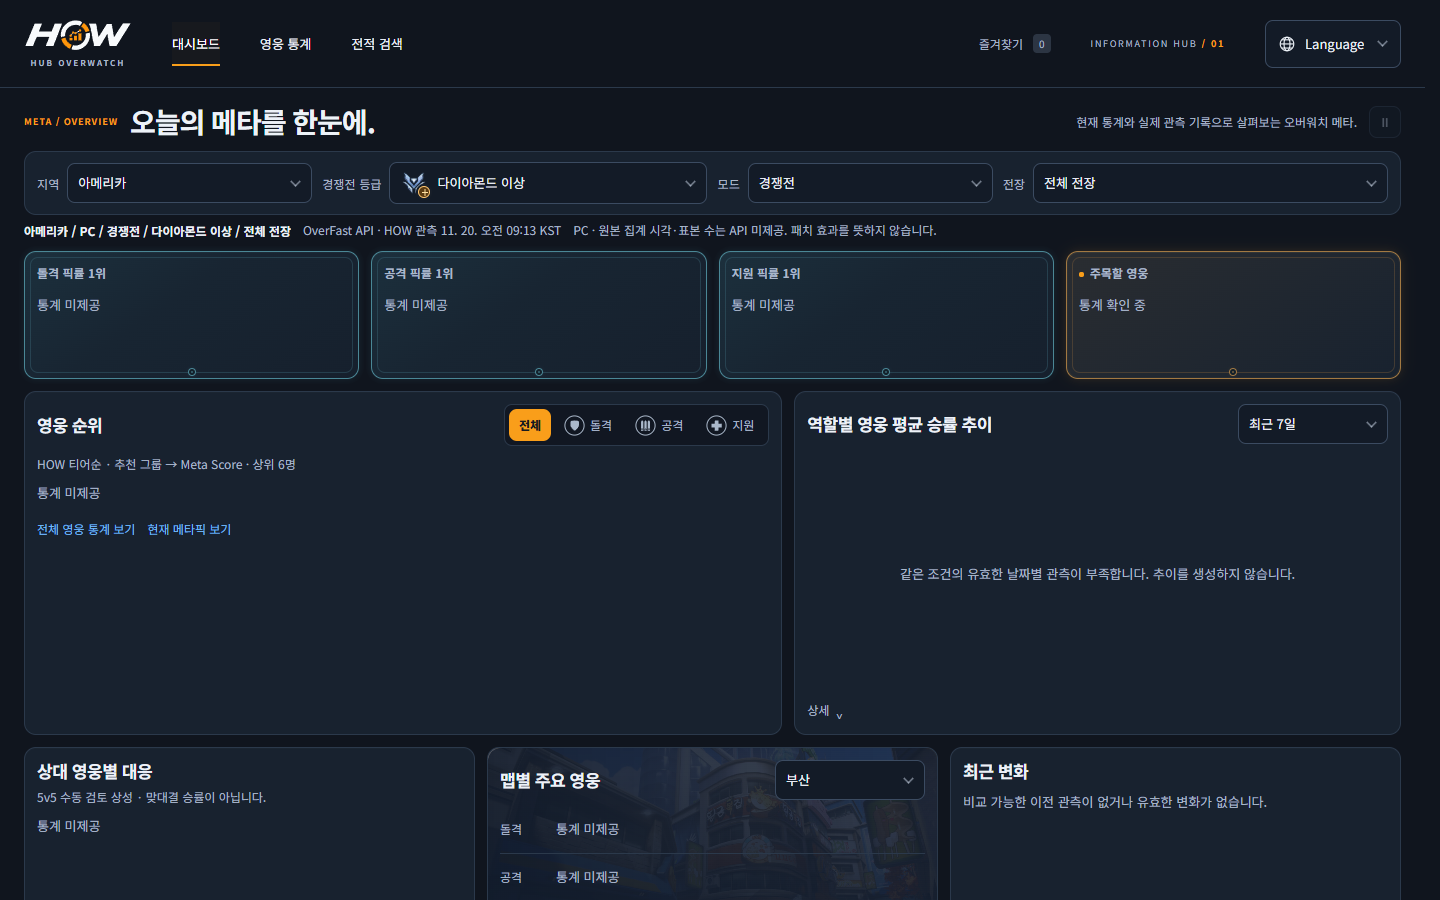 HOW
HUB OVERWATCH
대시보드
영웅 통계
전적 검색
즐겨찾기 0
INFORMATION HUB / 01
Language
META / OVERVIEW
오늘의 메타를 한눈에.
현재 통계와 실제 관측 기록으로 살펴보는 오버워치 메타.
지역 아메리카
경쟁전 등급 다이아몬드 이상
모드 경쟁전
전장 전체 전장
아메리카 / PC / 경쟁전 / 다이아몬드 이상 / 전체 전장 OverFast API · HOW 관측 11. 20. 오전 09:13 KST PC · 원본 집계 시각·표본 수는 API 미제공. 패치 효과를 뜻하지 않습니다.
돌격 픽률 1위
통계 미제공
공격 픽률 1위
통계 미제공
지원 픽률 1위
통계 미제공
주목할 영웅
통계 확인 중
영웅 순위
전체 돌격 공격 지원
HOW 티어순 · 추천 그룹 → Meta Score · 상위 6명
통계 미제공
전체 영웅 통계 보기 현재 메타픽 보기
역할별 영웅 평균 승률 추이
최근 7일
같은 조건의 유효한 날짜별 관측이 부족합니다. 추이를 생성하지 않습니다.
상세
상대 영웅별 대응
5v5 수동 검토 상성 · 맞대결 승률이 아닙니다.
통계 미제공
맵별 주요 영웅
부산
돌격 통계 미제공
공격 통계 미제공
최근 변화
비교 가능한 이전 관측이 없거나 유효한 변화가 없습니다.